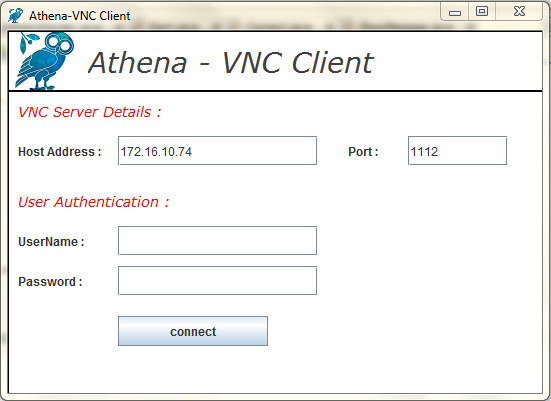 Athena-VNC Client
Athena - VNC Client
VNC Server Details :
Host Address : 172.16.10.74 Port : 1112
User Authentication :
UserName :
Password :
connect